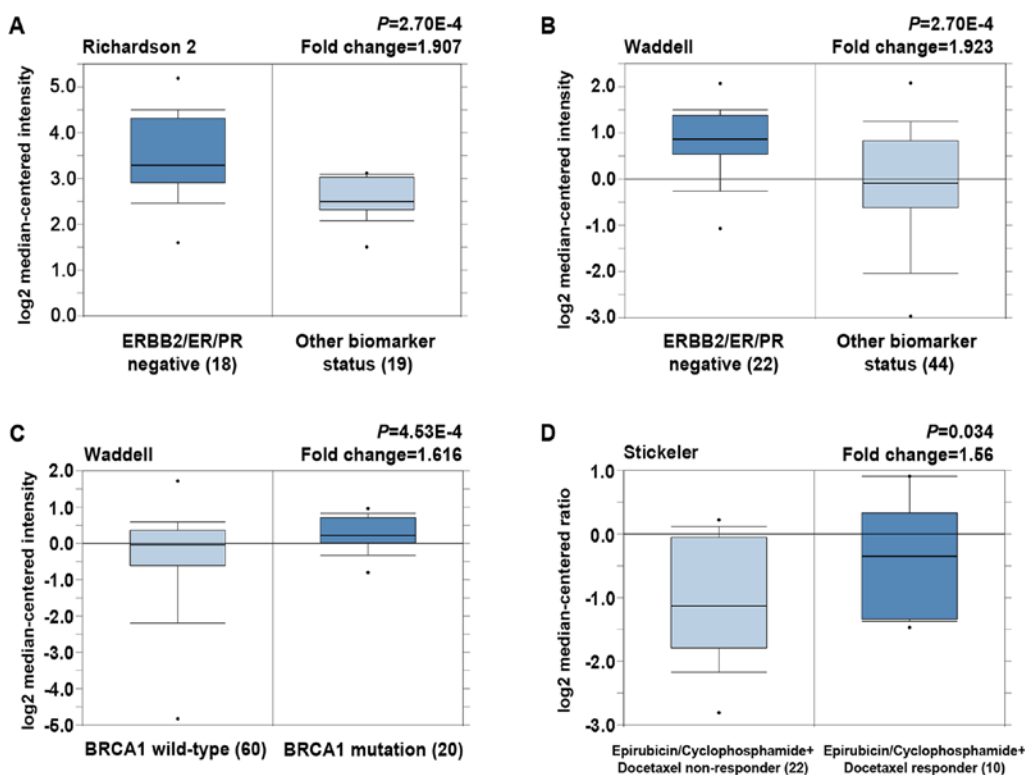 A
P=2.70E-4
Richardson 2
Fold change=1.907
log2 median-centered intensity
5.0
4.0
3.0
2.0
1.0
0.0
ERBB2/ER/PR
negative (18)
Other biomarker
status (19)
B
P=2.70E-4
Waddell
Fold change=1.923
log2 median-centered intensity
2.0
1.0
0.0
-1.0
-2.0
-3.0
ERBB2/ER/PR
negative (22)
Other biomarker
status (44)
C
P=4.53E-4
Waddell
Fold change=1.616
log2 median-centered intensity
2.0
1.0
0.0
-1.0
-2.0
-3.0
-4.0
-5.0
BRCA1 wild-type (60)
BRCA1 mutation (20)
D
P=0.034
Stickeler
Fold change=1.56
log2 median-centered ratio
1.0
0.0
-1.0
-2.0
-3.0
Epirubicin/Cyclophosphamide+
Docetaxel non-responder (22)
Epirubicin/Cyclophosphamide+
Docetaxel responder (10)